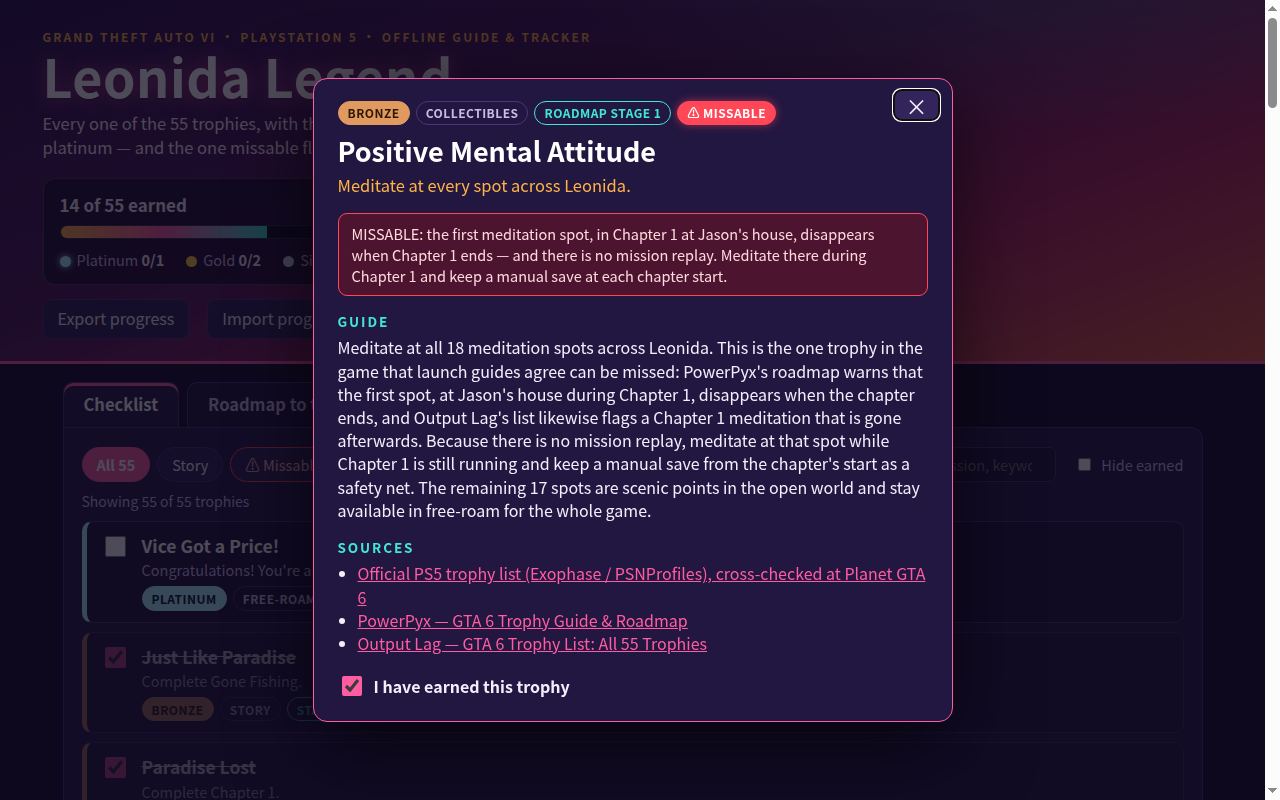 GRAND THEFT AUTO VI • PLAYSTATION 5 • OFFLINE GUIDE & TRACKER
Leonida Legend
Every one of the 55 trophies, with th
platinum — and the one missable fl
14 of 55 earned
Platinum 0/1 Gold 0/2 Si
Export progress Import prog
Checklist Roadmap to t
All 55 Story ⚠ Missabl ssion, keywc Hide earned
Showing 55 of 55 trophies
Vice Got a Price!
Congratulations! You're a
PLATINUM FREE-ROAM
Just Like Paradise
Complete Gone Fishing.
BRONZE STORY ST
Paradise Lost
Complete Chapter 1.
BRONZE COLLECTIBLES ROADMAP STAGE 1 ⚠ MISSABLE
Positive Mental Attitude
Meditate at every spot across Leonida.
MISSABLE: the first meditation spot, in Chapter 1 at Jason's house, disappears
when Chapter 1 ends — and there is no mission replay. Meditate there during
Chapter 1 and keep a manual save at each chapter start.
GUIDE
Meditate at all 18 meditation spots across Leonida. This is the one trophy in the
game that launch guides agree can be missed: PowerPyx's roadmap warns that
the first spot, at Jason's house during Chapter 1, disappears when the chapter
ends, and Output Lag's list likewise flags a Chapter 1 meditation that is gone
afterwards. Because there is no mission replay, meditate at that spot while
Chapter 1 is still running and keep a manual save from the chapter's start as a
safety net. The remaining 17 spots are scenic points in the open world and stay
available in free-roam for the whole game.
SOURCES
Official PS5 trophy list (Exophase / PSNProfiles), cross-checked at Planet GTA
6
PowerPyx — GTA 6 Trophy Guide & Roadmap
Output Lag — GTA 6 Trophy List: All 55 Trophies
I have earned this trophy